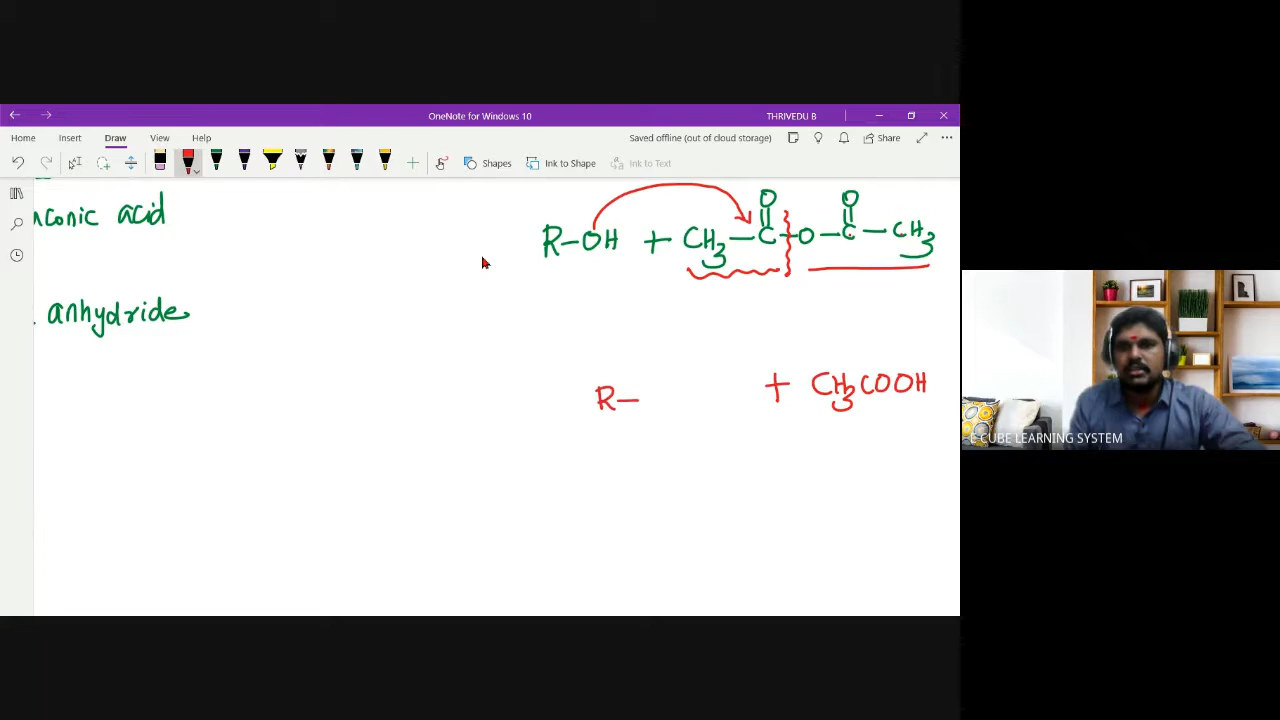 OneNote for Windows 10
THRIVEDU B
Home Insert Draw View Help
Saved offline (out of cloud storage)
Share
Shapes
Ink to Shape
Ink to Text
acid
R-OH + CH3-C-O-C-CH3
O O
anhydride
R- + CH3COOH
E CUBE LEARNING SYSTEM